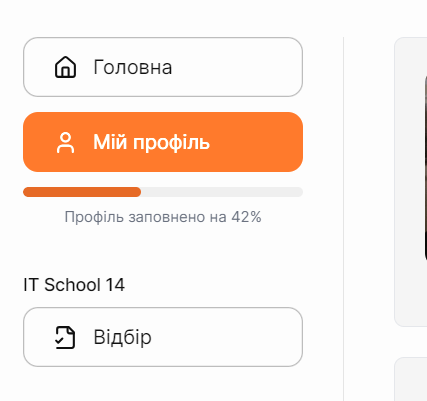 Головна
Мій профіль
Профіль заповнено на 42%
IT School 14
Відбір